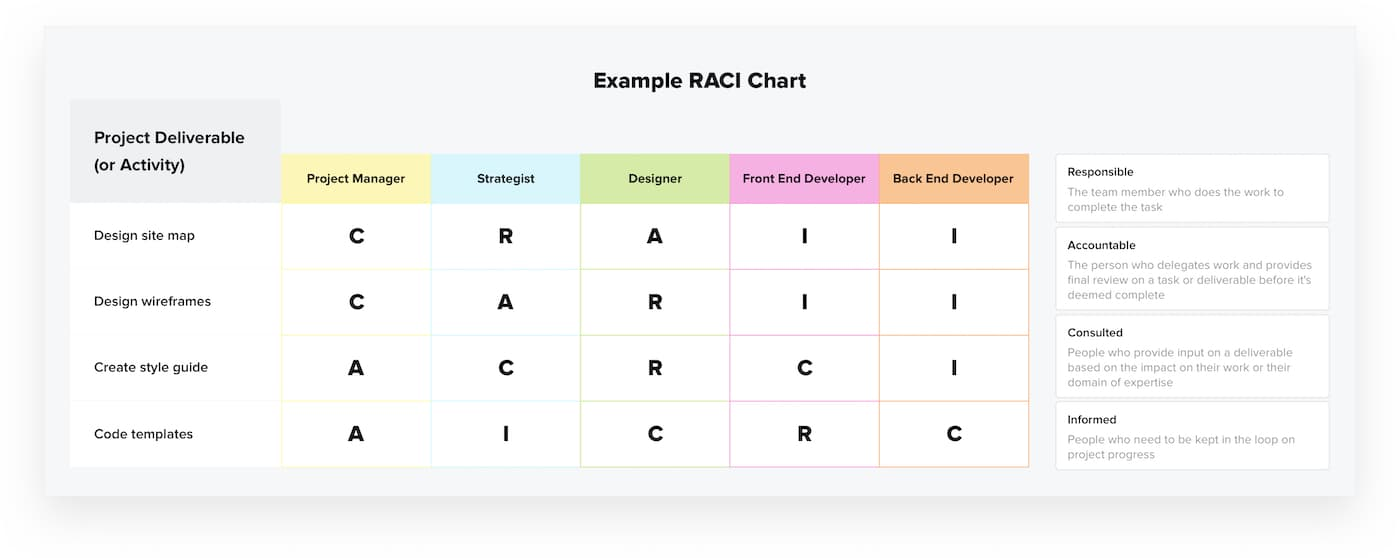 Example RACI Chart
Project Deliverable
(or Activity)
Project Manager Strategist Designer Front End Developer Back End Developer
Design site map C R A I I
Design wireframes C A R I I
Create style guide A C R C I
Code templates A I C R C
Responsible
The team member who does the work to
complete the task
Accountable
The person who delegates work and provides
final review on a task or deliverable before it's
deemed complete
Consulted
People who provide input on a deliverable
based on the impact on their work or their
domain of expertise
Informed
People who need to be kept in the loop on
project progress